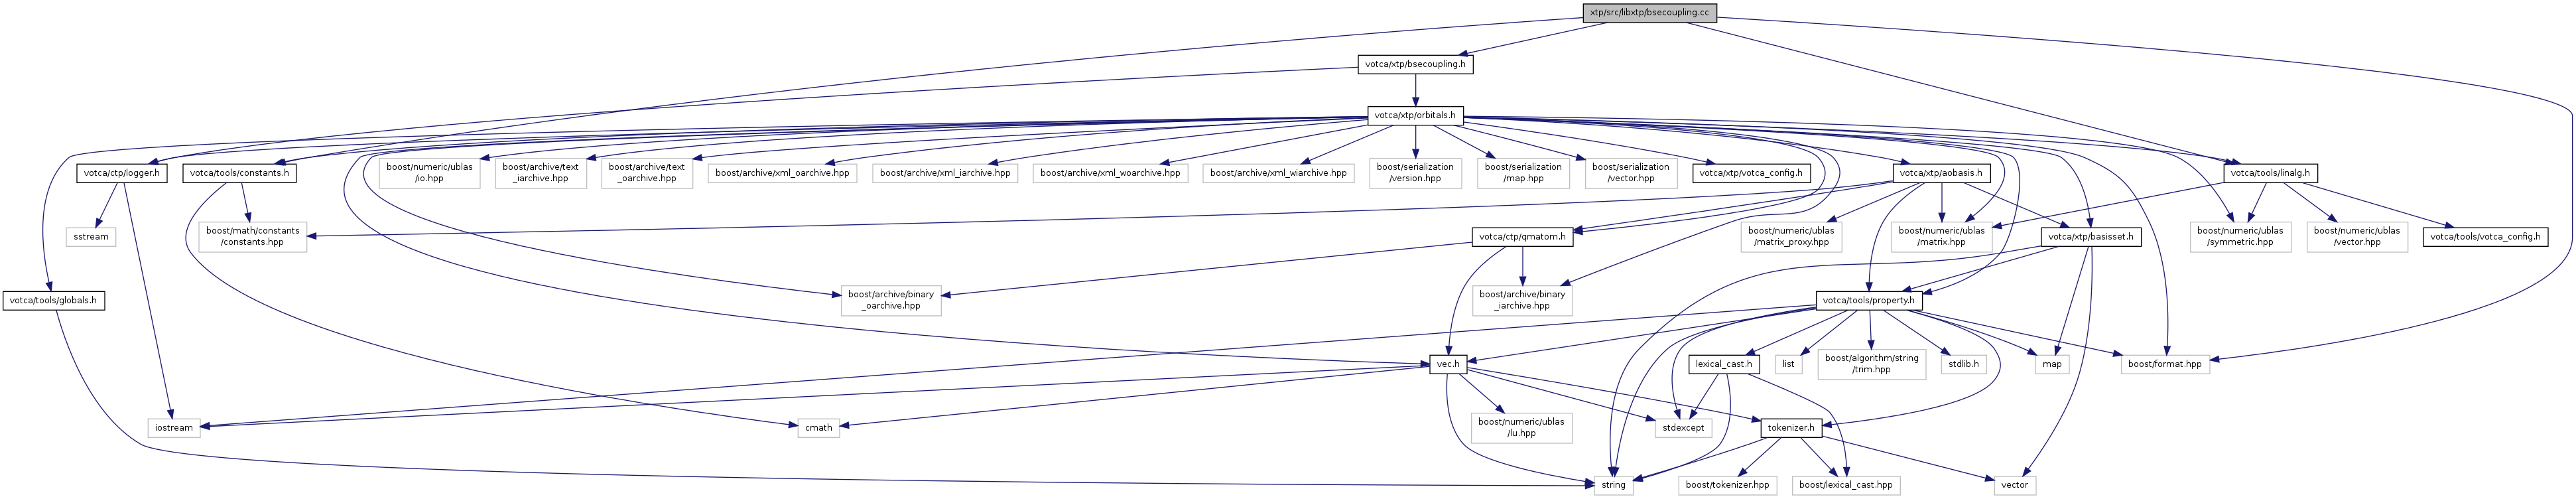 xtp/src/libxtp/bsecoupling.cc
votca/xtp/bsecoupling.h
votca/xtp/orbitals.h
votca/ctp/logger.h
votca/tools/constants.h
boost/numeric/ublas
/io.hpp
boost/archive/text
_iarchive.hpp
boost/archive/text
_oarchive.hpp
boost/archive/xml_oarchive.hpp
boost/archive/xml_iarchive.hpp
boost/archive/xml_woarchive.hpp
boost/archive/xml_wiarchive.hpp
boost/serialization
/version.hpp
boost/serialization
/map.hpp
boost/serialization
/vector.hpp
votca/xtp/votca_config.h
votca/xtp/aobasis.h
votca/tools/linalg.h
sstream
boost/math/constants
/constants.hpp
votca/ctp/qmatom.h
boost/numeric/ublas
/matrix_proxy.hpp
boost/numeric/ublas
/matrix.hpp
votca/xtp/basisset.h
boost/numeric/ublas
/symmetric.hpp
boost/numeric/ublas
/vector.hpp
votca/tools/votca_config.h
votca/tools/globals.h
boost/archive/binary
_oarchive.hpp
boost/archive/binary
_iarchive.hpp
votca/tools/property.h
vec.h
lexical_cast.h
list
boost/algorithm/string
/trim.hpp
stdlib.h
map
boost/format.hpp
iostream
cmath
boost/numeric/ublas
/lu.hpp
stdexcept
tokenizer.h
string
boost/tokenizer.hpp
boost/lexical_cast.hpp
vector